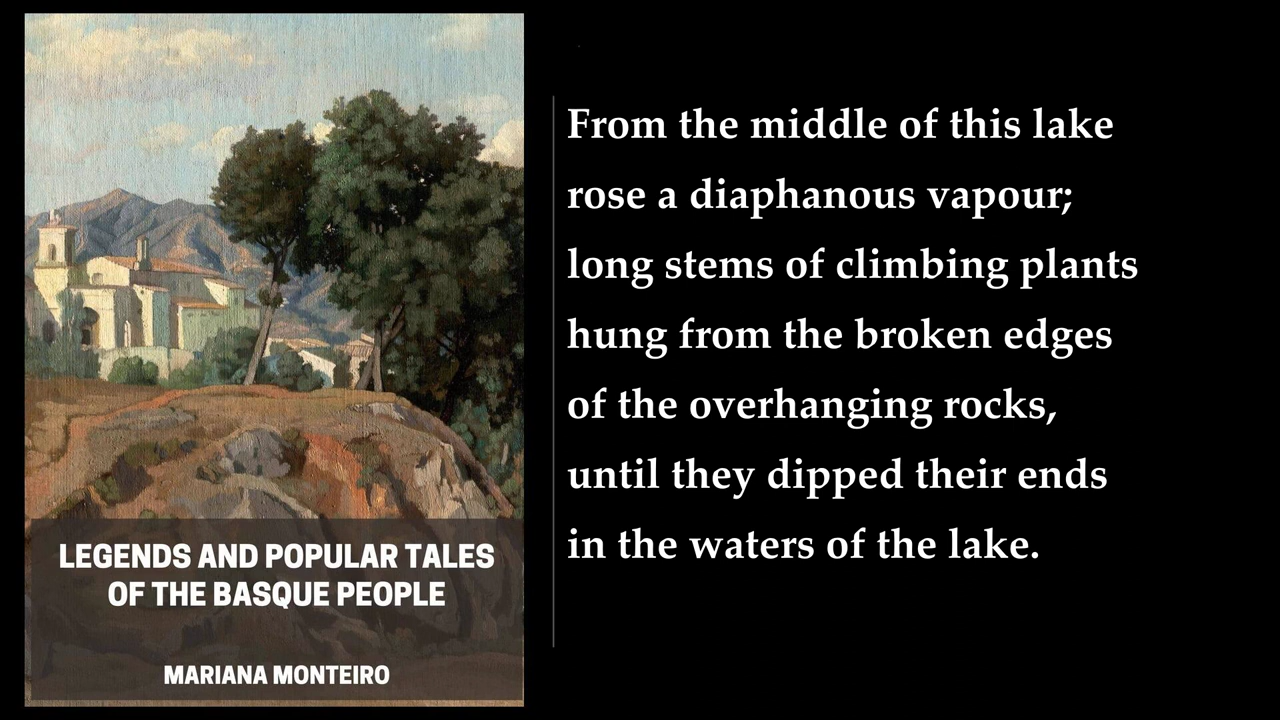 LEGENDS AND POPULAR TALES
OF THE BASQUE PEOPLE
MARIANA MONTEIRO
From the middle of this lake
rose a diaphanous vapour;
long stems of climbing plants
hung from the broken edges
of the overhanging rocks,
until they dipped their ends
in the waters of the lake.